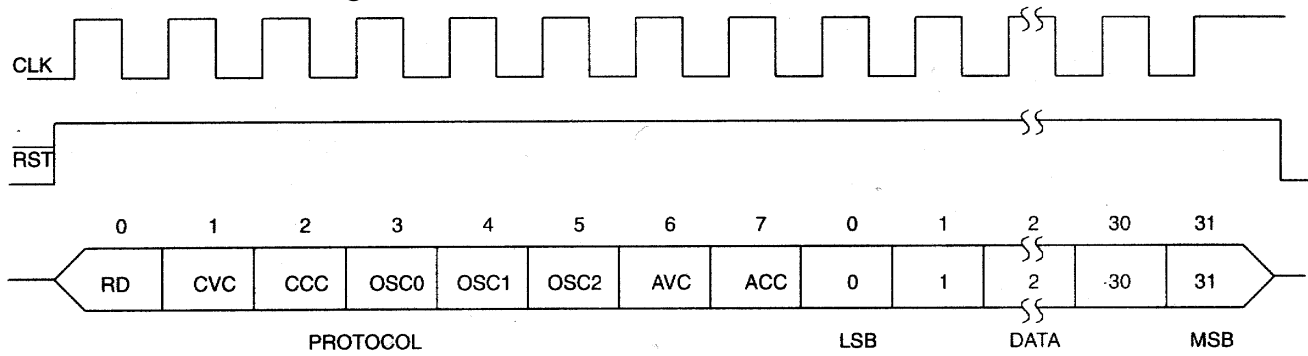 CLK
RST
0 1 2 3 4 5 6 7 0 1 2 30 31
RD CVC CCC OSC0 OSC1 OSC2 AVC ACC 0 1 2 30 31
PROTOCOL LSB DATA MSB